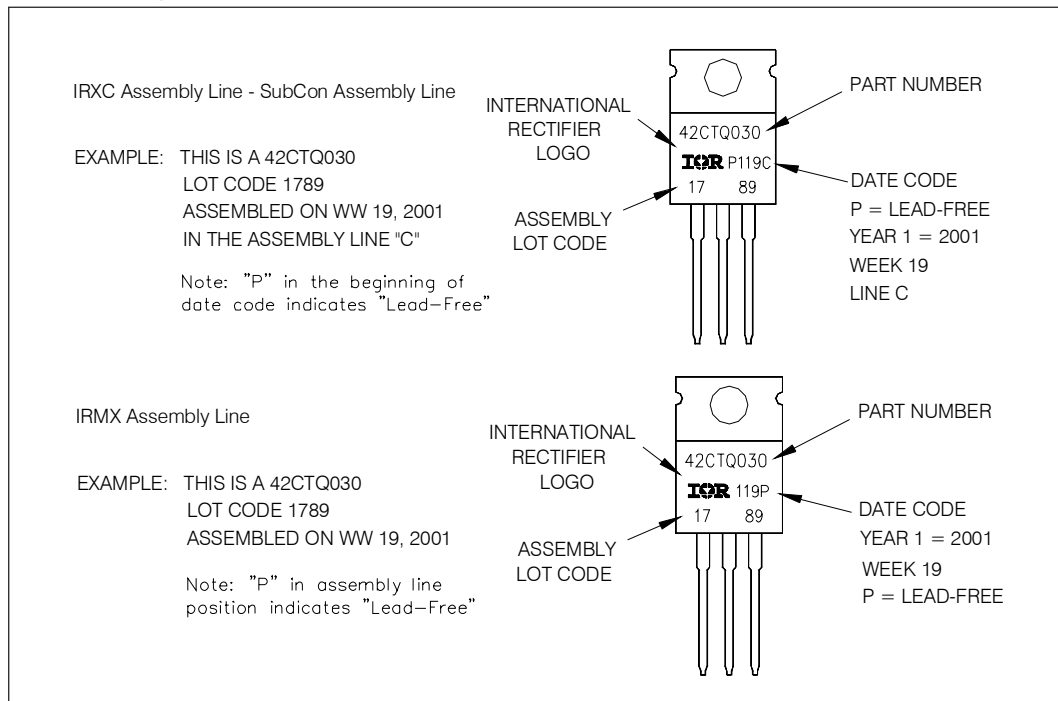 IRXC Assembly Line - SubCon Assembly Line
EXAMPLE: THIS IS A 42CTQ030
LOT CODE 1789
ASSEMBLED ON WW 19, 2001
IN THE ASSEMBLY LINE "C"
Note: "P" in the beginning of
date code indicates "Lead-Free"
INTERNATIONAL
RECTIFIER
LOGO
ASSEMBLY
LOT CODE
42CTQ030
IOR P119C
17 89
PART NUMBER
DATE CODE
P = LEAD-FREE
YEAR 1 = 2001
WEEK 19
LINE C
IRMX Assembly Line
EXAMPLE: THIS IS A 42CTQ030
LOT CODE 1789
ASSEMBLED ON WW 19, 2001
Note: "P" in assembly line
position indicates "Lead-Free"
INTERNATIONAL
RECTIFIER
LOGO
ASSEMBLY
LOT CODE
42CTQ030
IOR 119P
17 89
PART NUMBER
DATE CODE
YEAR 1 = 2001
WEEK 19
P = LEAD-FREE